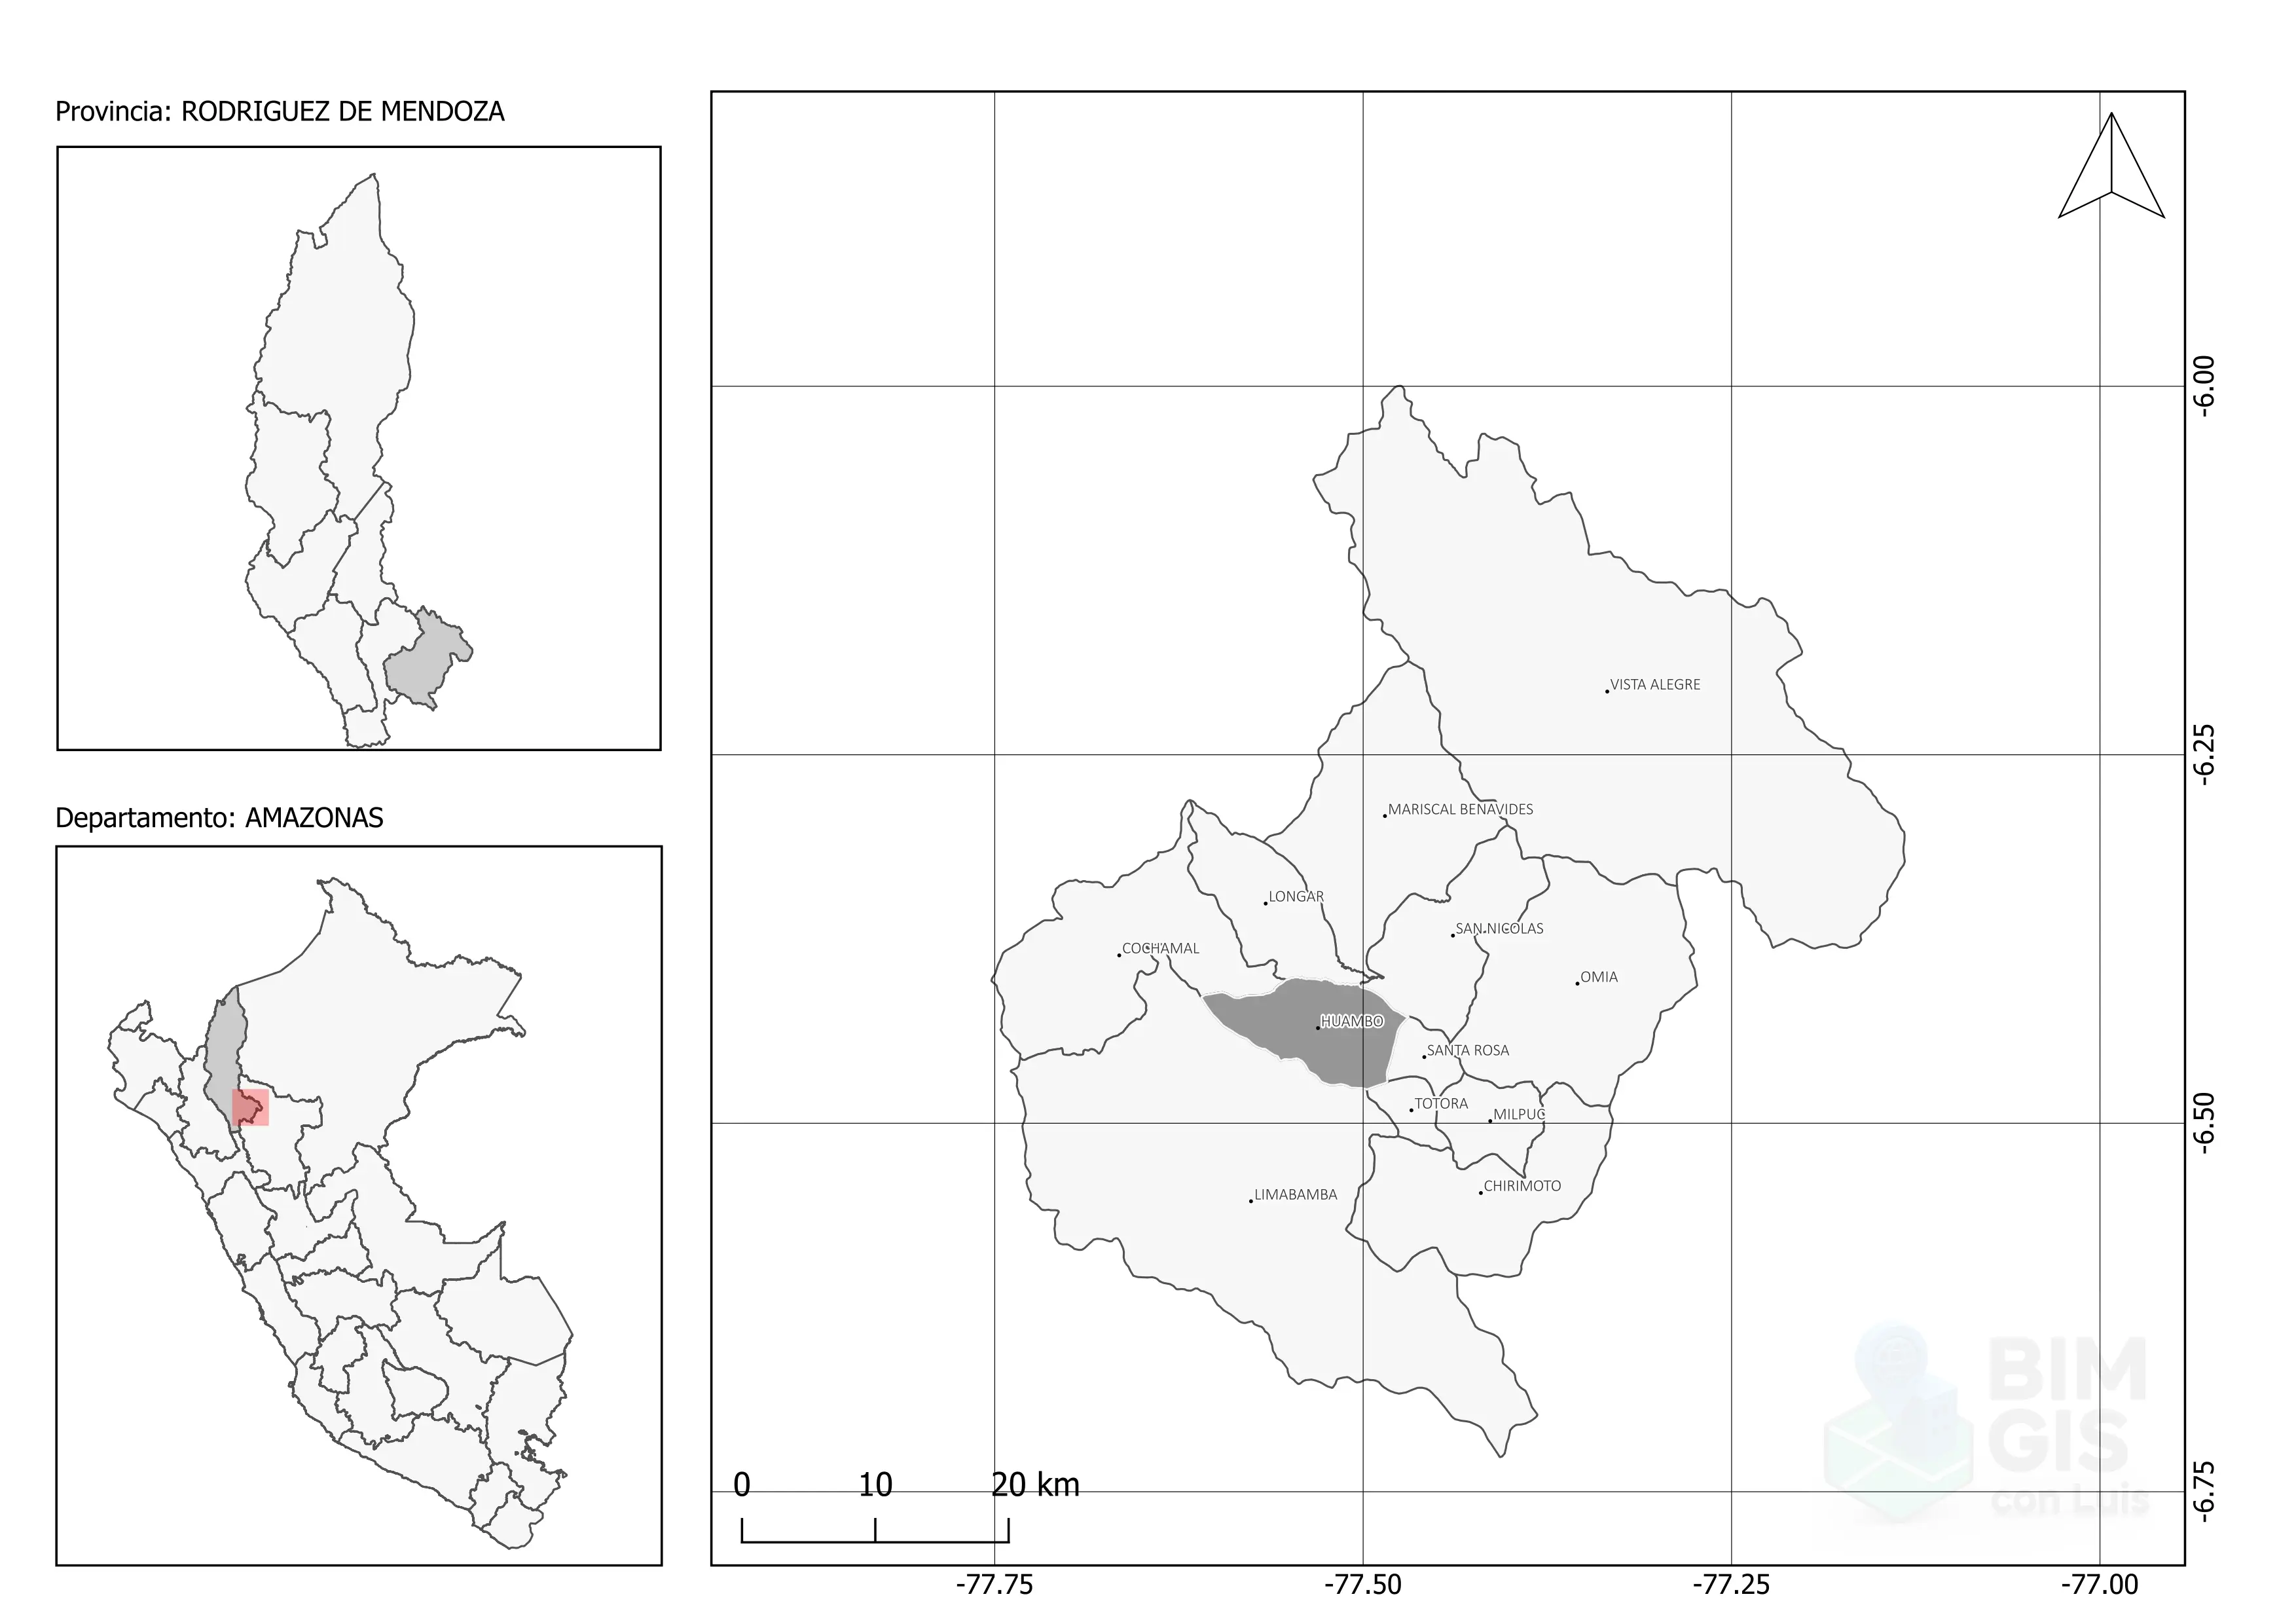 Provincia: RODRIGUEZ DE MENDOZA
Departamento: AMAZONAS
VISTA ALEGRE
MARISCAL BENAVIDES
LONGAR
SAN NICOLAS
COCHAMAL
OMIA
HUAMBO
SANTA ROSA
TOTORA
MILPUC
CHIRIMOTO
LIMABAMBA
0 10 20 km
-6.00
-6.25
-6.50
-6.75
-77.75 -77.50 -77.25 -77.00
BIM
GIS
con Luis